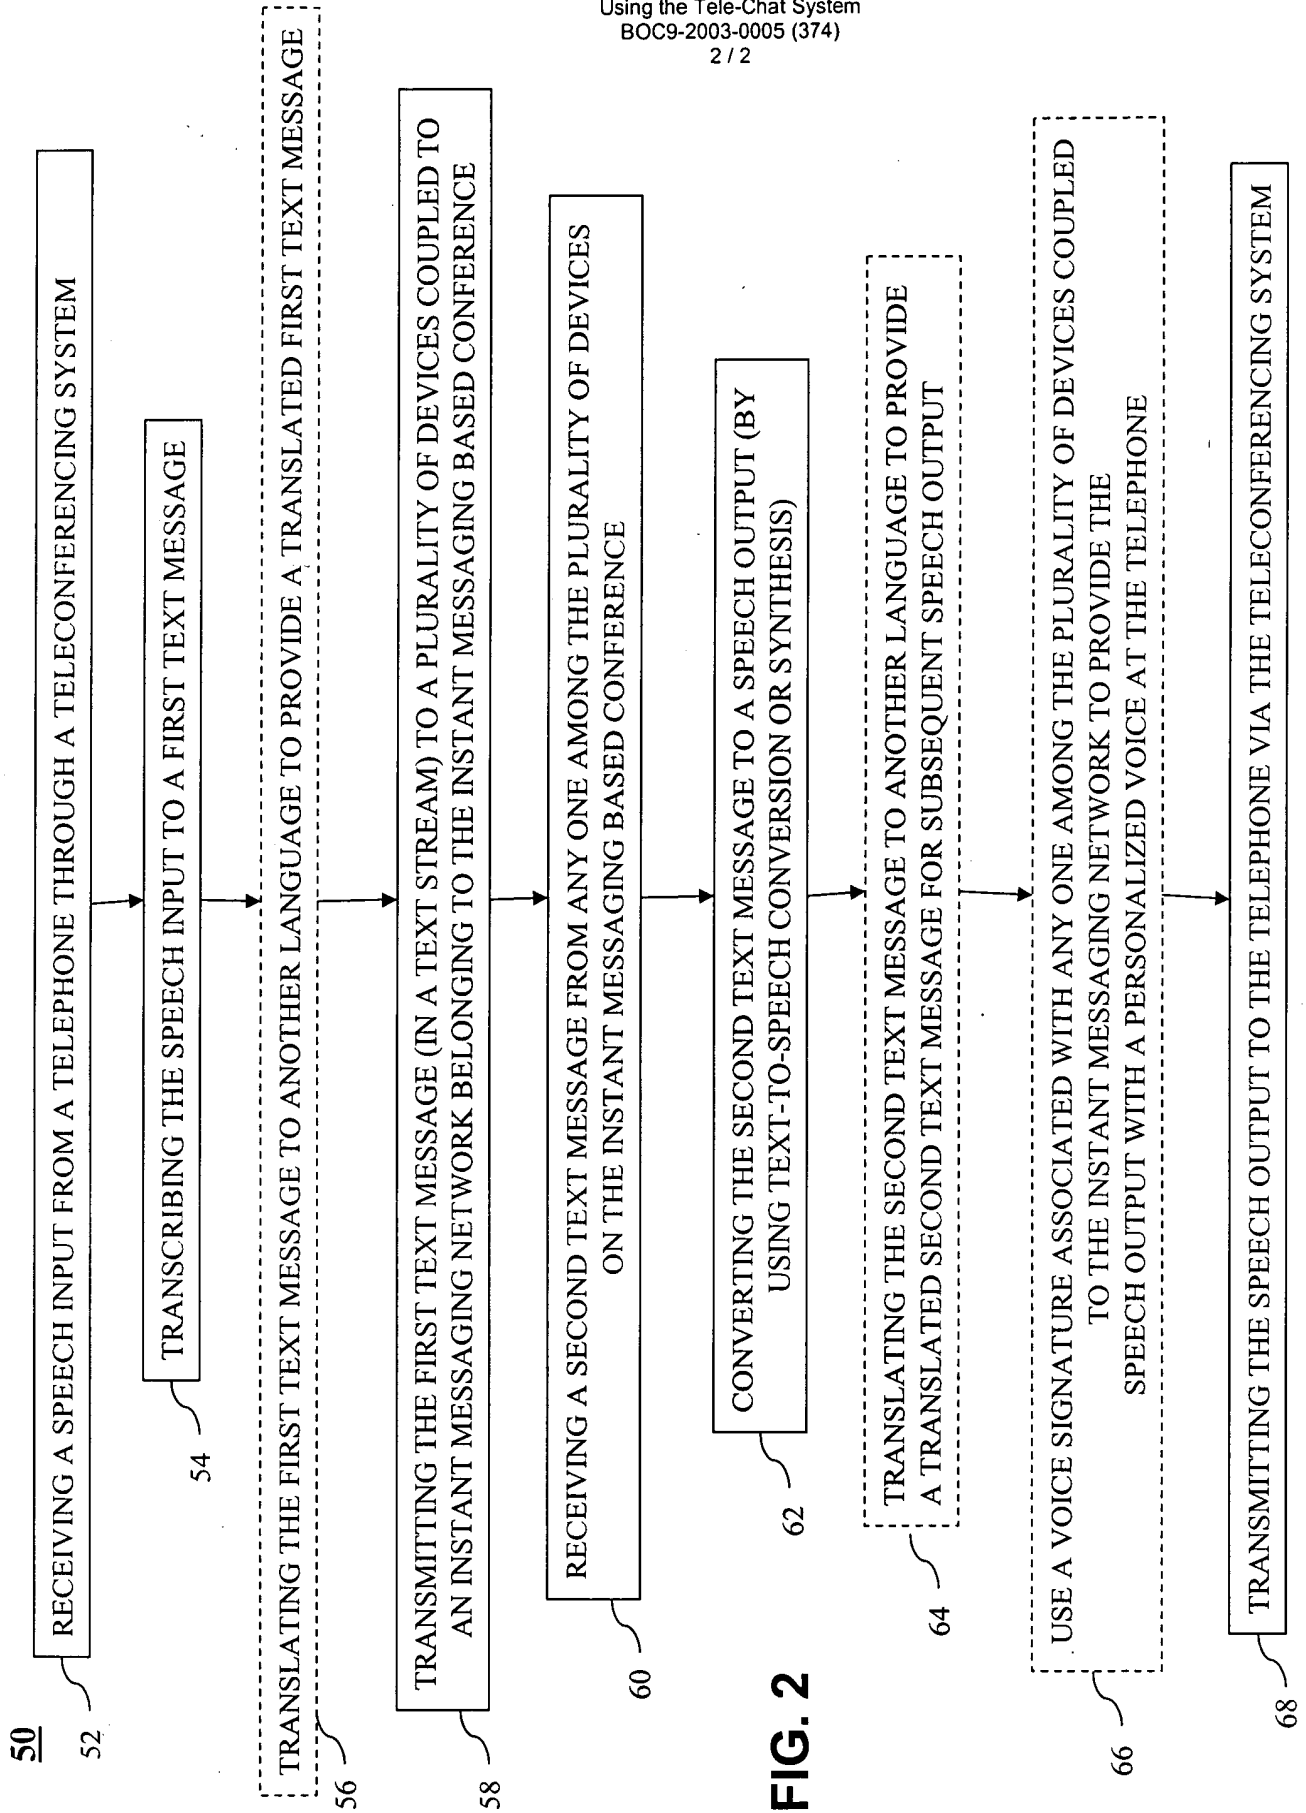 Using the Tele-Chat System
BOC9-2003-0005 (374)
2 / 2
50
RECEIVING A SPEECH INPUT FROM A TELEPHONE THROUGH A TELECONFERENCING SYSTEM
52
TRANSCRIBING THE SPEECH INPUT TO A FIRST TEXT MESSAGE
54
TRANSLATING THE FIRST TEXT MESSAGE TO ANOTHER LANGUAGE TO PROVIDE A TRANSLATED FIRST TEXT MESSAGE
56
TRANSMITTING THE FIRST TEXT MESSAGE (IN A TEXT STREAM) TO A PLURALITY OF DEVICES COUPLED TO
AN INSTANT MESSAGING NETWORK BELONGING TO THE INSTANT MESSAGING BASED CONFERENCE
58
RECEIVING A SECOND TEXT MESSAGE FROM ANY ONE AMONG THE PLURALITY OF DEVICES
ON THE INSTANT MESSAGING BASED CONFERENCE
60
CONVERTING THE SECOND TEXT MESSAGE TO A SPEECH OUTPUT (BY
USING TEXT-TO-SPEECH CONVERSION OR SYNTHESIS)
62
TRANSLATING THE SECOND TEXT MESSAGE TO ANOTHER LANGUAGE TO PROVIDE
A TRANSLATED SECOND TEXT MESSAGE FOR SUBSEQUENT SPEECH OUTPUT
64
USE A VOICE SIGNATURE ASSOCIATED WITH ANY ONE AMONG THE PLURALITY OF DEVICES COUPLED
TO THE INSTANT MESSAGING NETWORK TO PROVIDE THE
SPEECH OUTPUT WITH A PERSONALIZED VOICE AT THE TELEPHONE
66
TRANSMITTING THE SPEECH OUTPUT TO THE TELEPHONE VIA THE TELECONFERENCING SYSTEM
68
FIG. 2